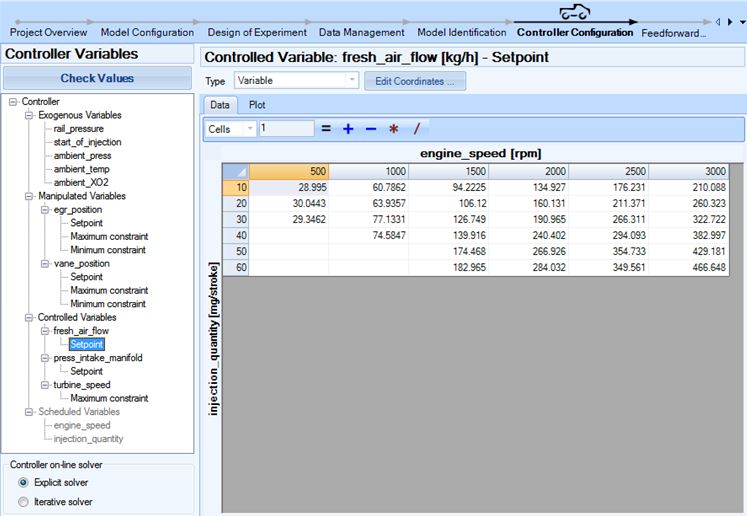 Project Overview Model Configuration Design of Experiment Data Management Model Identification Controller Configuration Feedforward...
Controller Variables
Check Values
Controller
Exogenous Variables
rail_pressure
start_of_injection
ambient_press
ambient_temp
ambient_XO2
Manipulated Variables
egr_position
Setpoint
Maximum constraint
Minimum constraint
vane_position
Setpoint
Maximum constraint
Minimum constraint
Controlled Variables
fresh_air_flow
Setpoint
press_intake_manifold
Setpoint
turbine_speed
Maximum constraint
Scheduled Variables
engine_speed
injection_quantity
Controller on-line solver
Explicit solver
Iterative solver
Controlled Variable: fresh_air_flow [kg/h] - Setpoint
Type Variable Edit Coordinates ...
Data Plot
Cells 1 = + − * /
engine_speed [rpm]
injection_quantity [mg/stroke]
500 1000 1500 2000 2500 3000
10 28.995 60.7862 94.2225 134.927 176.231 210.088
20 30.0443 63.9357 106.12 160.131 211.371 260.323
30 29.3462 77.1331 126.749 190.965 266.311 322.722
40 74.5847 139.916 240.402 294.093 382.997
50 174.468 266.926 354.733 429.181
60 182.965 284.032 349.561 466.648